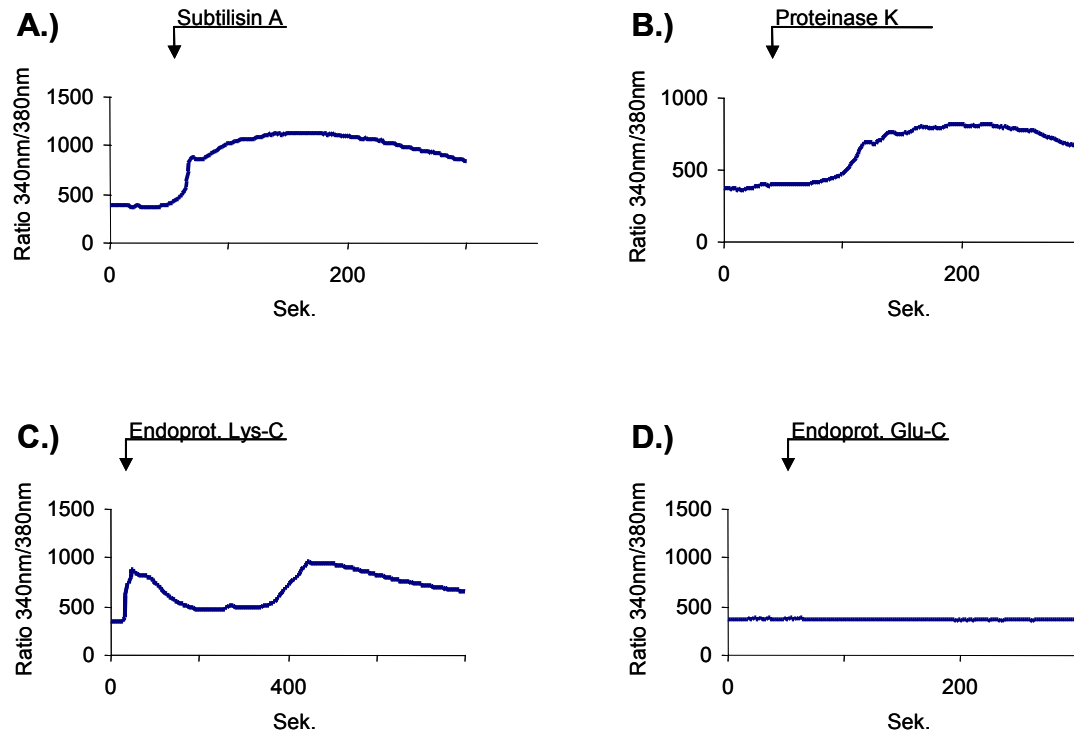 A.)
Subtilisin A
Ratio 340nm/380nm
1500
1000
500
0
0
200
Sek.
B.)
Proteinase K
Ratio 340nm/380nm
1000
500
0
0
200
Sek.
C.)
Endoprot. Lys-C
Ratio 340nm/380nm
1500
1000
500
0
0
400
Sek.
D.)
Endoprot. Glu-C
Ratio 340nm/380nm
1500
1000
500
0
0
200
Sek.